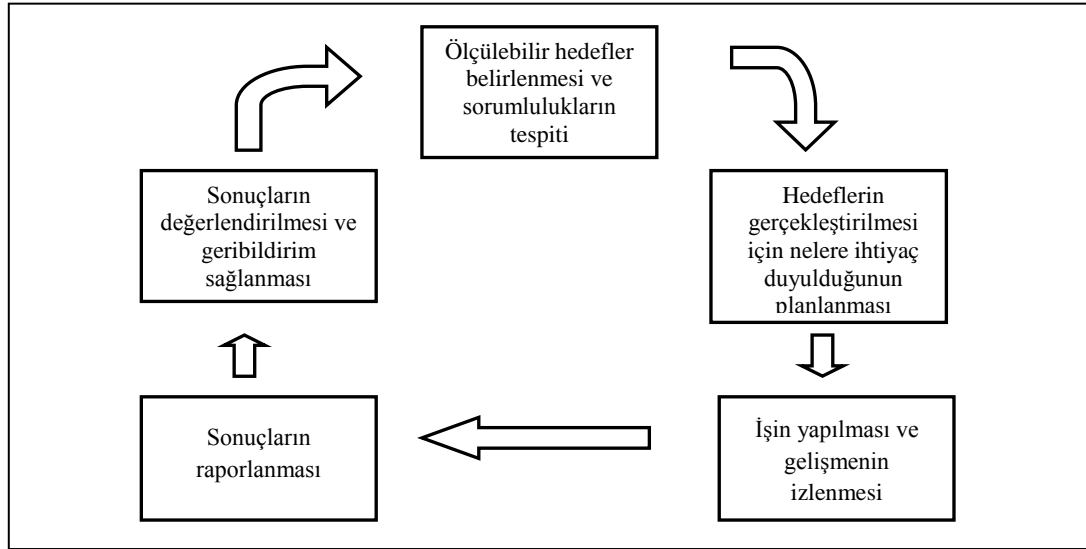 Ölçülebilir hedefler
belirlenmesi ve
sorumlulukların
tespiti
Hedeflerin
gerçekleştirilmesi
için nelere ihtiyaç
duyulduğunun
planlanması
İşin yapılması ve
gelişmenin
izlenmesi
Sonuçların
raporlanması
Sonuçların
değerlendirilmesi ve
geribildirim
sağlanması